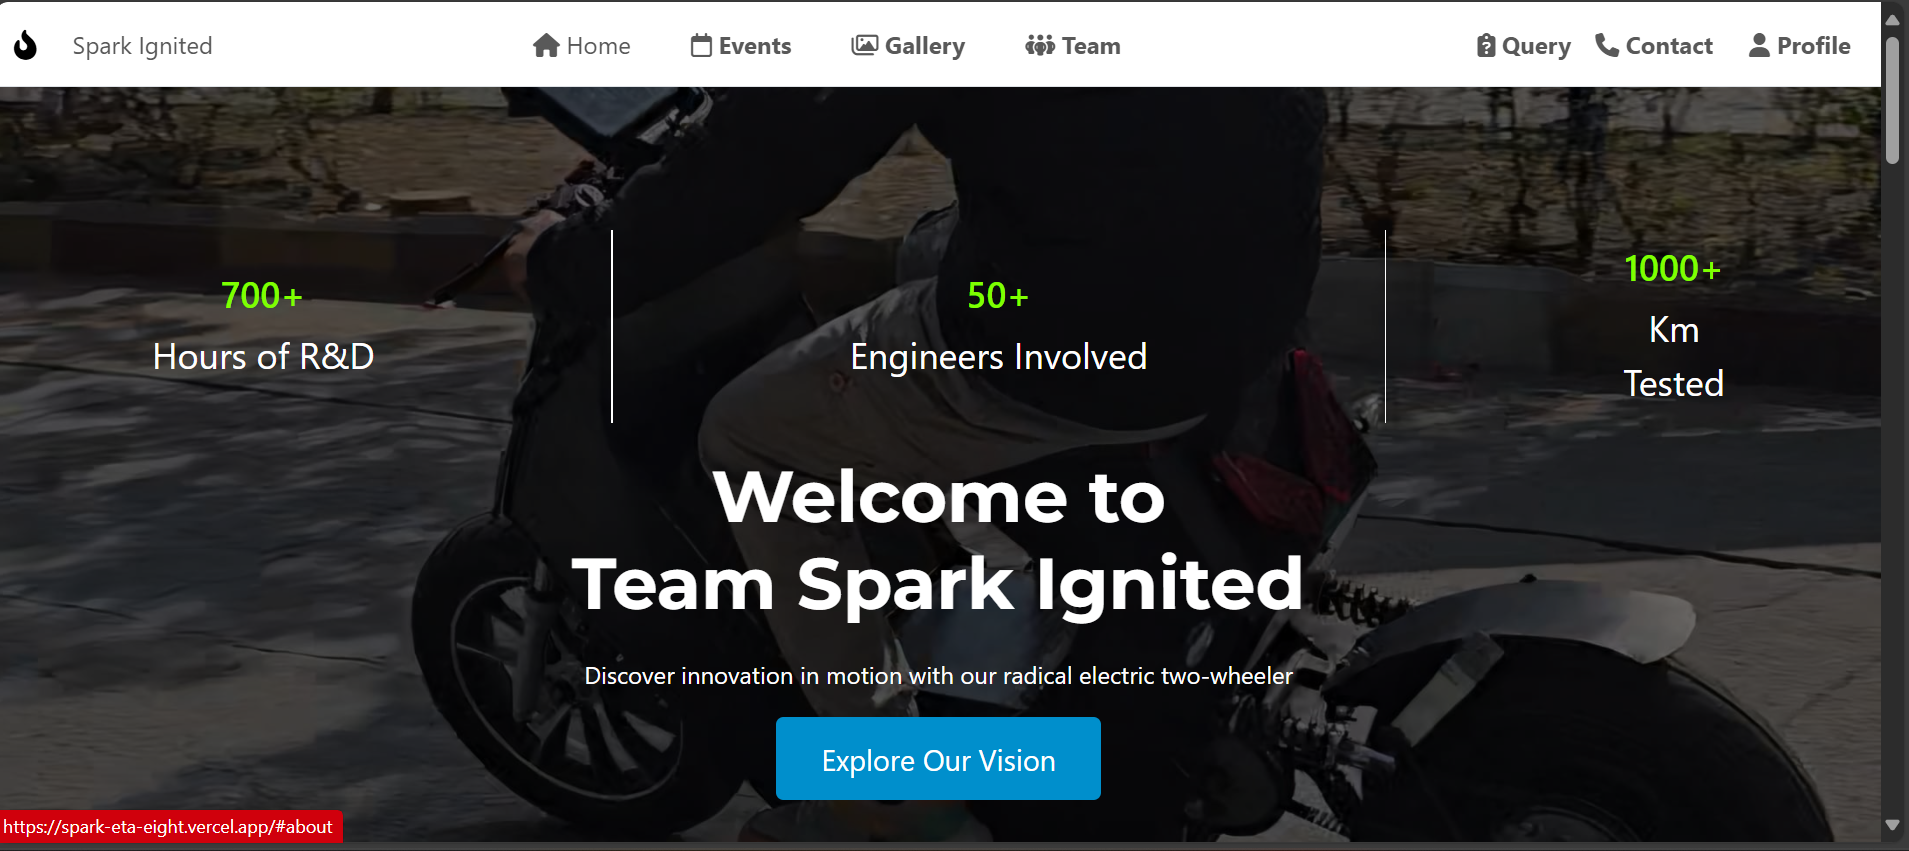 Spark Ignited
Home
Events
Gallery
Team
Query
Contact
Profile
700+
Hours of R&D
50+
Engineers Involved
1000+
Km
Tested
Welcome to
Team Spark Ignited
Discover innovation in motion with our radical electric two-wheeler
Explore Our Vision
https://spark-eta-eight.vercel.app/#about